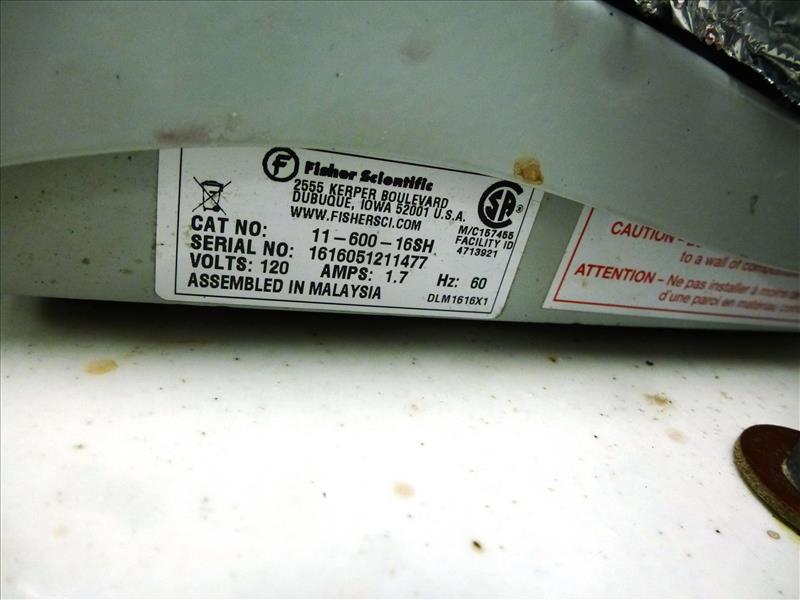 F Fisher Scientific
2555 KERPER BOULEVARD
DUBUQUE, IOWA 52001 U.S.A.
WWW.FISHERSCI.COM
CSA®
M/C157455
FACILITY ID
4713921
CAT NO: 11-600-16SH
SERIAL NO: 1616051211477
VOLTS: 120 AMPS: 1.7 Hz: 60
ASSEMBLED IN MALAYSIA
DLM1616X1
CAUTION -
to a wall of
ATTENTION - Ne pas installer à moins
d'une paroi en matériau